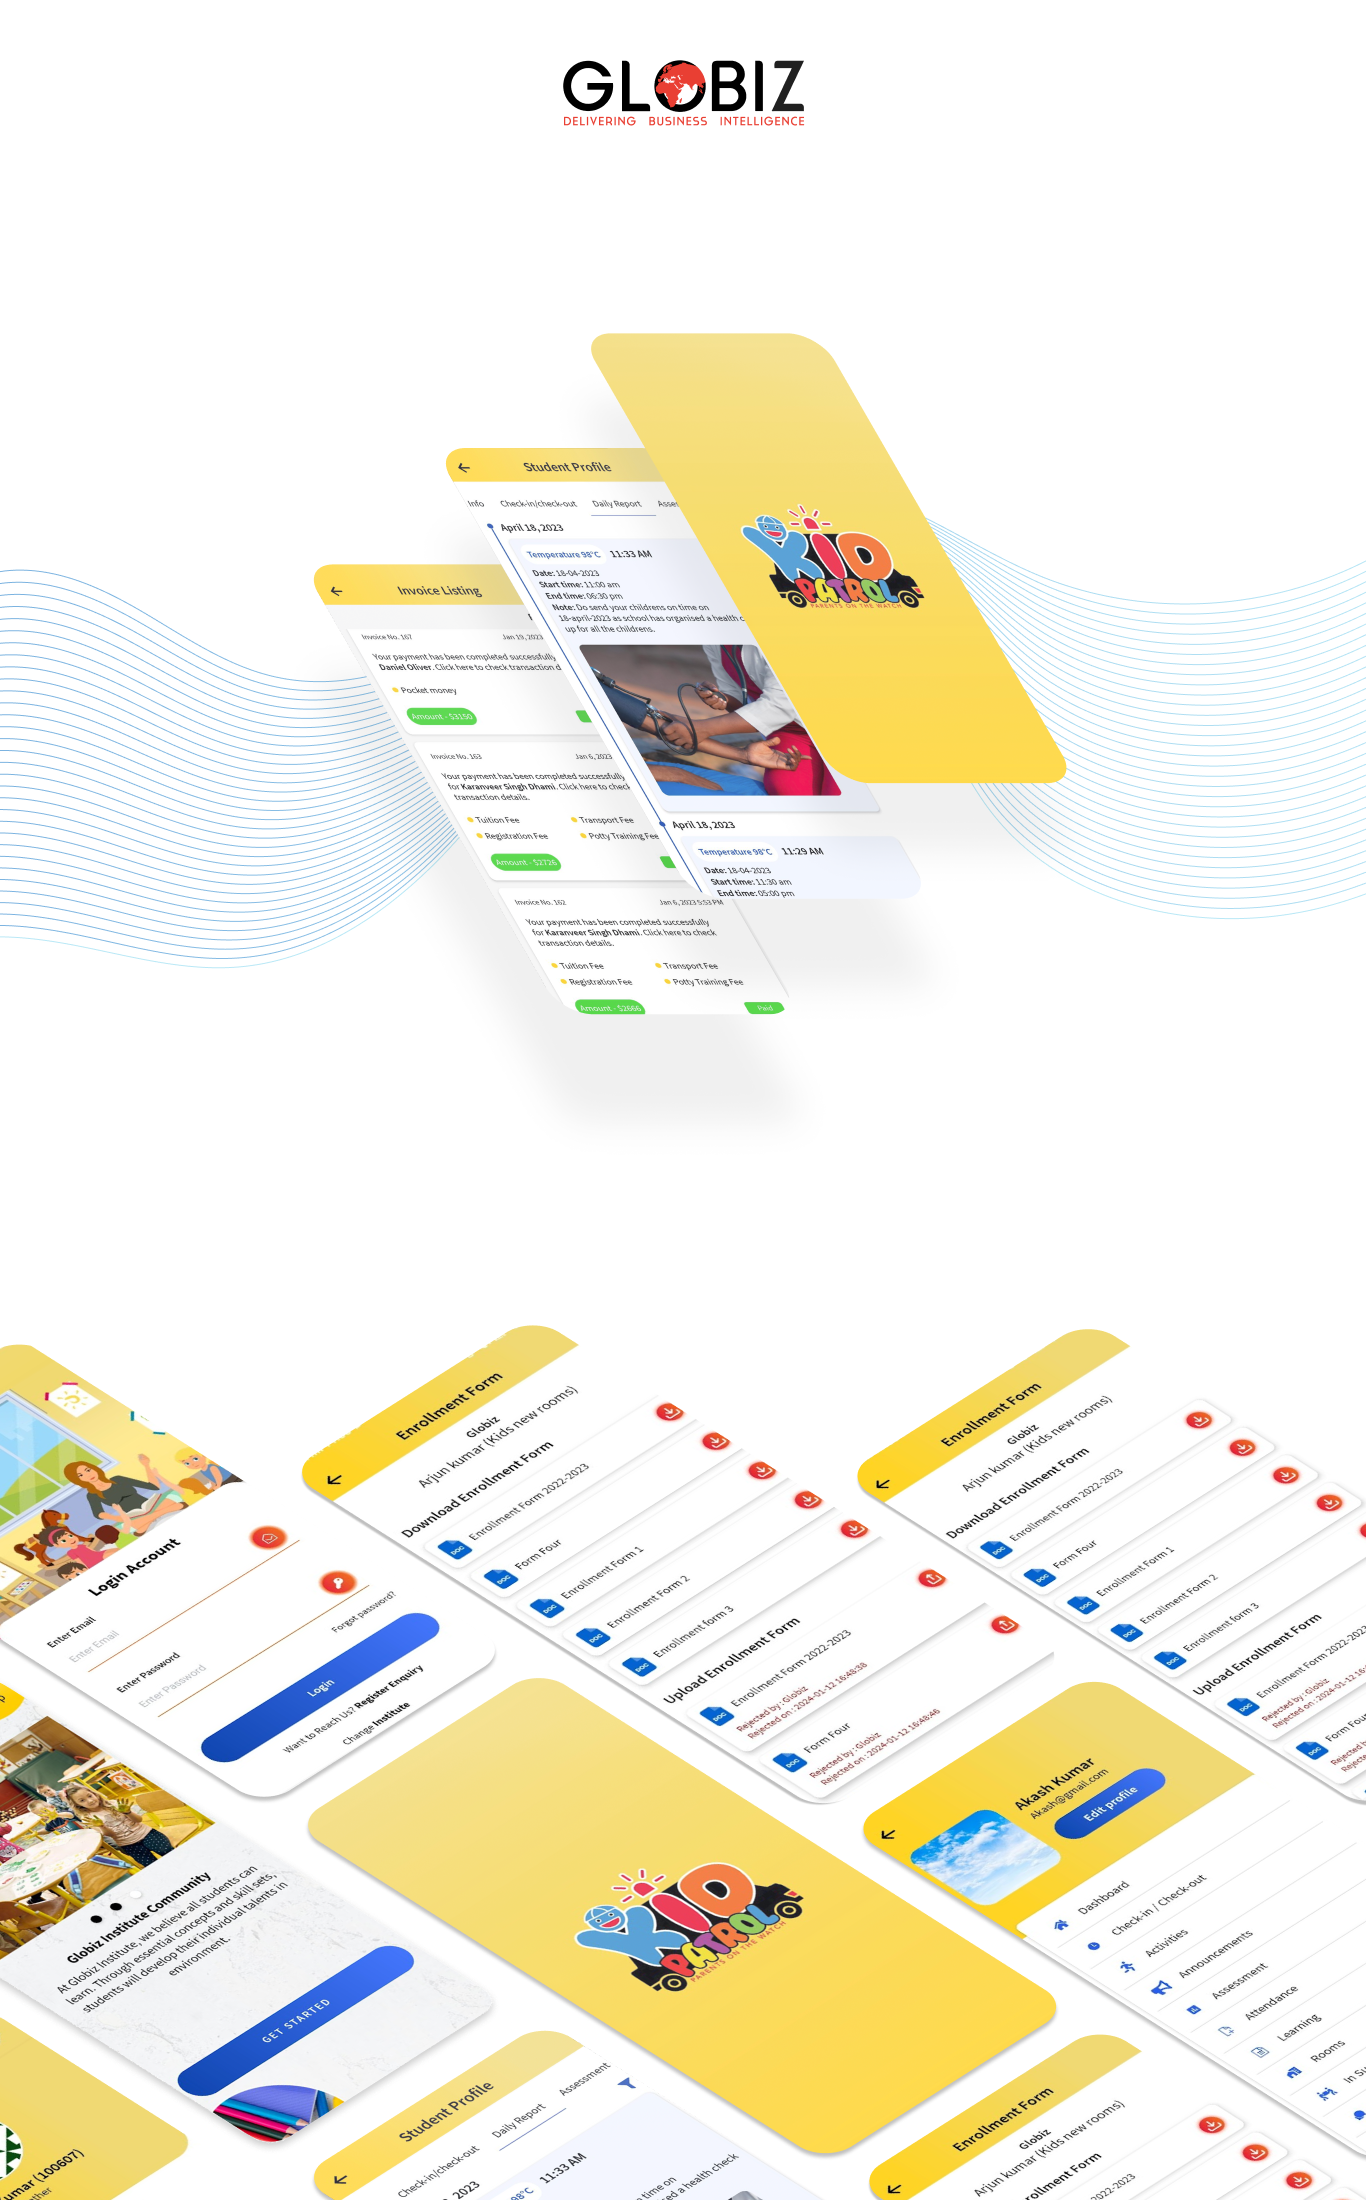 GLOBIZ
DELIVERING BUSINESS INTELLIGENCE
KID
PATROL
PARENTS ON THE WATCH
Student Profile
Info Check-in/check-out Daily Report
April 18, 2023
Temperature 98°C 11:33 AM
Date: 18-04-2023
Start time: 11:00 am
End time: 06:30 pm
Note: Do send your childrens on time on
18-april-2023 as school has organised a health c
up for all the childrens.
April 18, 2023
Temperature 98°C 11:29 AM
Date: 18-04-2023
Start time: 11:30 am
End time: 05:00 pm
Invoice Listing
Invoice No. 167 Jan 19, 2023
Your payment has been completed successfully
Daniel Oliver. Click here to check transaction d
Pocket money
Amount - $3190
Invoice No. 163 Jan 6, 2023
Your payment has been completed successfully
for Karanveer Singh Dhami. Click here to check
transaction details.
Tuition Fee Transport Fee
Registration Fee Potty Training Fee
Amount - $2726
Invoice No. 162 Jan 6, 2023 5:53 PM
Your payment has been completed successfully
for Karanveer Singh Dhami. Click here to check
transaction details.
Tuition Fee Transport Fee
Registration Fee Potty Training Fee
Amount - $2666 Paid
Login Account
Enter Email
Enter Email
Enter Password
Enter Password
Forgot password?
Login
Want to Reach Us? Register Enquiry
Change Institute
Enrollment Form
Globiz
Arjun kumar (Kids new rooms)
Download Enrollment Form
DOC Enrollment Form 2022-2023
DOC Form Four
DOC Enrollment Form 1
DOC Enrollment Form 2
DOC Enrollment form 3
Upload Enrollment Form
DOC Enrollment Form 2022-2023
Rejected by : Globiz
Rejected on : 2024-01-12 16:48:38
DOC Form Four
Rejected by : Globiz
Rejected on : 2024-01-12 16:48:46
Enrollment Form
Globiz
Arjun kumar (Kids new rooms)
Download Enrollment Form
DOC Enrollment Form 2022-2023
DOC Form Four
DOC Enrollment Form 1
DOC Enrollment Form 2
DOC Enrollment form 3
Upload Enrollment Form
DOC Enrollment Form 2022-2023
Rejected by : Globiz
Rejected on : 2024-01-12 16
DOC Form Four
Globiz Institute Community
At Globiz Institute, we believe all students can
learn. Through essential concepts and skill sets,
students will develop their individual talents in
environment.
GET STARTED
KID
PATROL
PARENTS ON THE WATCH
Akash Kumar
Akash@gmail.com
Edit profile
Dashboard
Check-in / Check-out
Activities
Announcements
Assessment
Attendance
Learning
Rooms
In Su
umar (100607)
ther
Student Profile
Check-in/check-out Daily Report Assessment
2023
98°C 11:33 AM
e time on
ed a health check
Enrollment Form
Globiz
Arjun kumar (Kids new rooms)
rollment Form
2022-2023